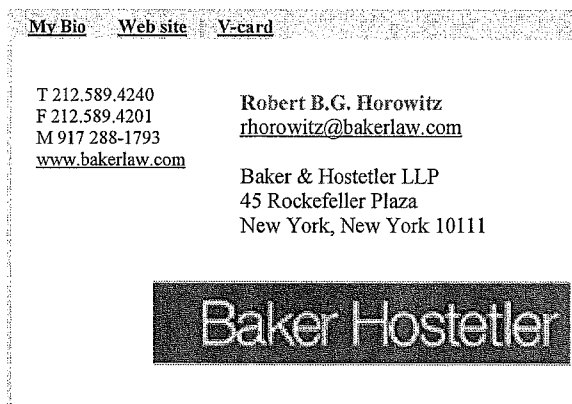 My Bio Web site V-card
T 212.589.4240
F 212.589.4201
M 917 288-1793
www.bakerlaw.com
Robert B.G. Horowitz
rhorowitz@bakerlaw.com
Baker & Hostetler LLP
45 Rockefeller Plaza
New York, New York 10111
Baker Hostetler